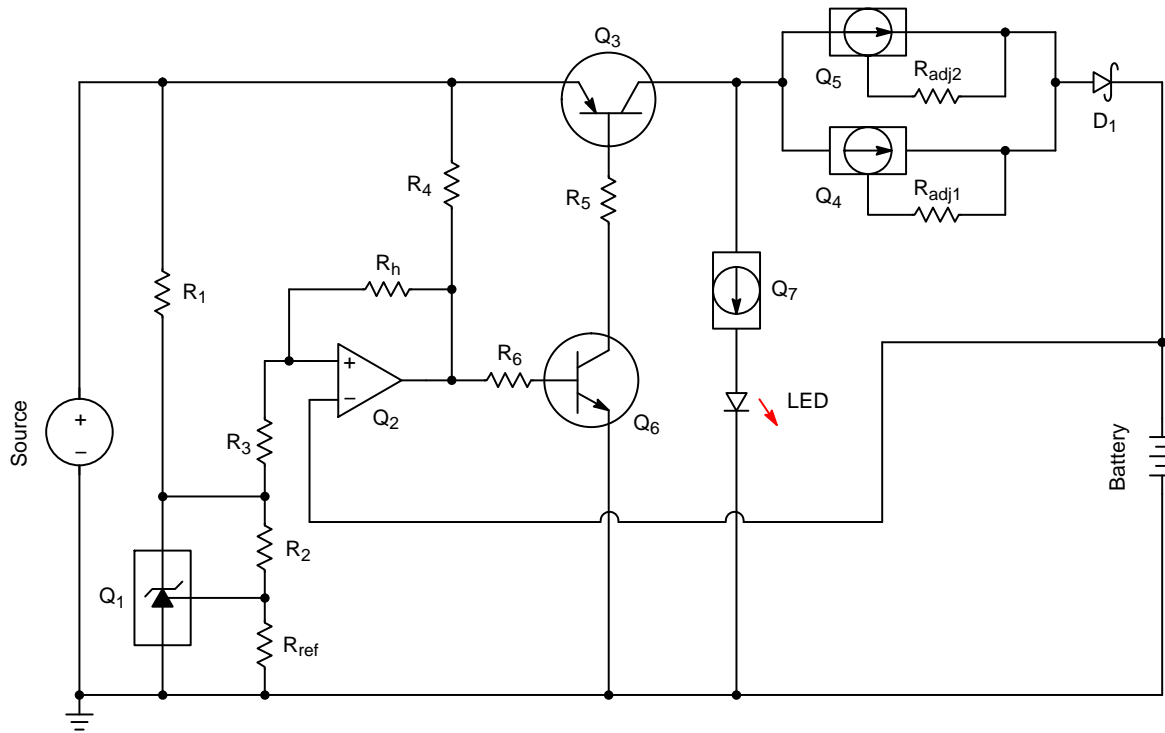 Q3
Q5
Radj2
D1
R4
R5
Q4
Radj1
Rh
R1
Q7
R6
+
−
Q2
LED
Q6
Source
+
−
R3
Battery
R2
Q1
Rref